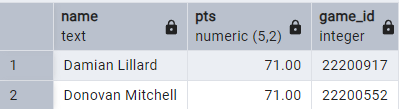 name pts game_id
text numeric (5,2) integer
1 Damian Lillard 71.00 22200917
2 Donovan Mitchell 71.00 22200552